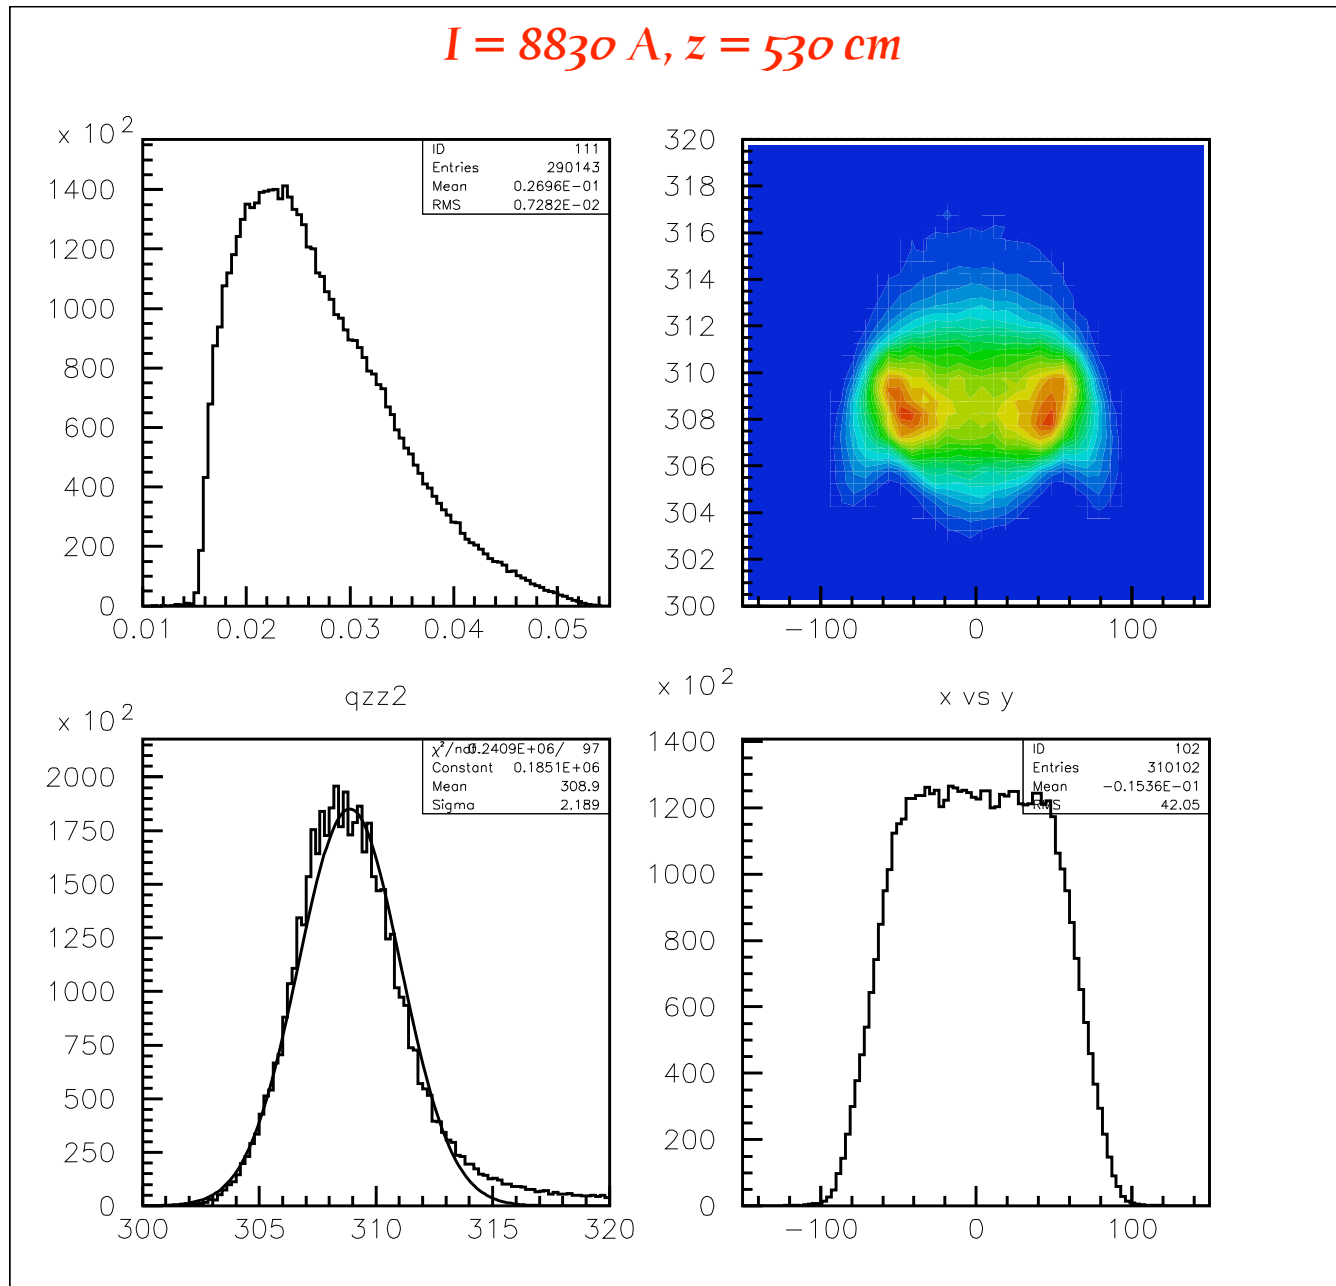 I = 8830 A, z = 530 cm
x 10 2
ID 111
Entries 290143
Mean 0.2696E-01
RMS 0.7282E-02
1400
1200
1000
800
600
400
200
0
0.01 0.02 0.03 0.04 0.05
320
318
316
314
312
310
308
306
304
302
300
-100 0 100
qzz2
x 10 2
χ²/ndf 0.2409E+06/ 97
Constant 0.1851E+06
Mean 308.9
Sigma 2.189
2000
1750
1500
1250
1000
750
500
250
0
300 305 310 315 320
x vs y
x 10 2
ID 102
Entries 310102
Mean -0.1536E-01
RMS 42.05
1400
1200
1000
800
600
400
200
0
-100 0 100